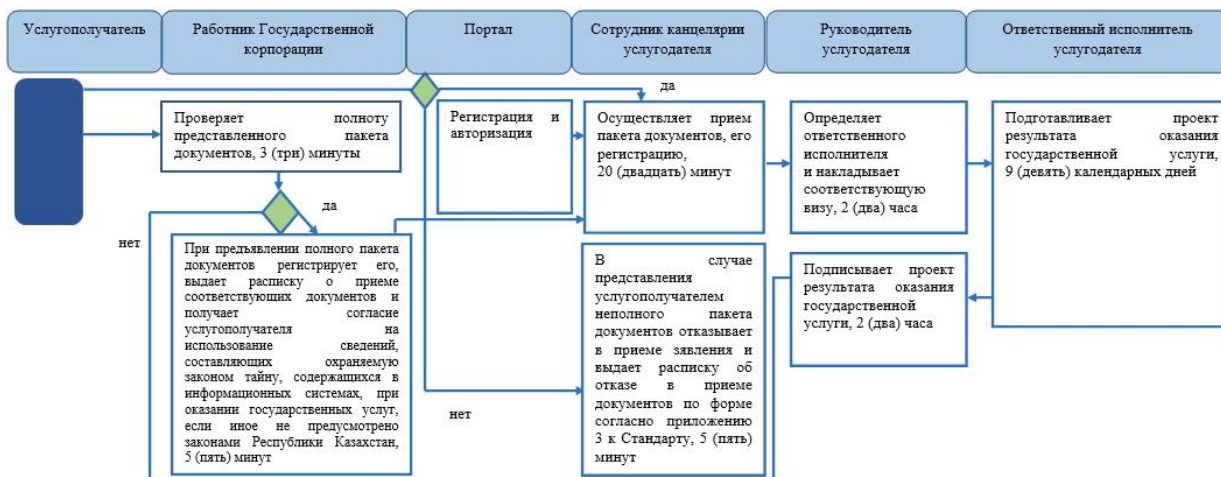 Услугополучатель
Работник Государственной
корпорации
Портал
Сотрудник канцелярии
услугодателя
Руководитель
услугодателя
Ответственный исполнитель
услугодателя
да
Проверяет полноту
представленного пакета
документов, 3 (три) минуты
Регистрация и
авторизация
Осуществляет прием
пакета документов, его
регистрацию,
20 (двадцать) минут
Определяет
ответственного
исполнителя
и накладывает
соответствующую
визу, 2 (два) часа
Подготавливает проект
результата оказания
государственной услуги,
9 (девять) календарных дней
да
нет
При предъявлении полного пакета
документов регистрирует его,
выдает расписку о приеме
соответствующих документов и
получает согласие
услугополучателя на
использование сведений,
составляющих охраняемую
законом тайну, содержащихся в
информационных системах, при
оказании государственных услуг,
если иное не предусмотрено
законами Республики Казахстан,
5 (пять) минут
нет
В случае
представления
услугополучателем
неполного пакета
документов отказывает
в приеме зявления и
выдает расписку об
отказе в приеме
документов по форме
согласно приложению
3 к Стандарту, 5 (пять)
минут
Подписывает проект
результата оказания
государственной
услуги, 2 (два) часа